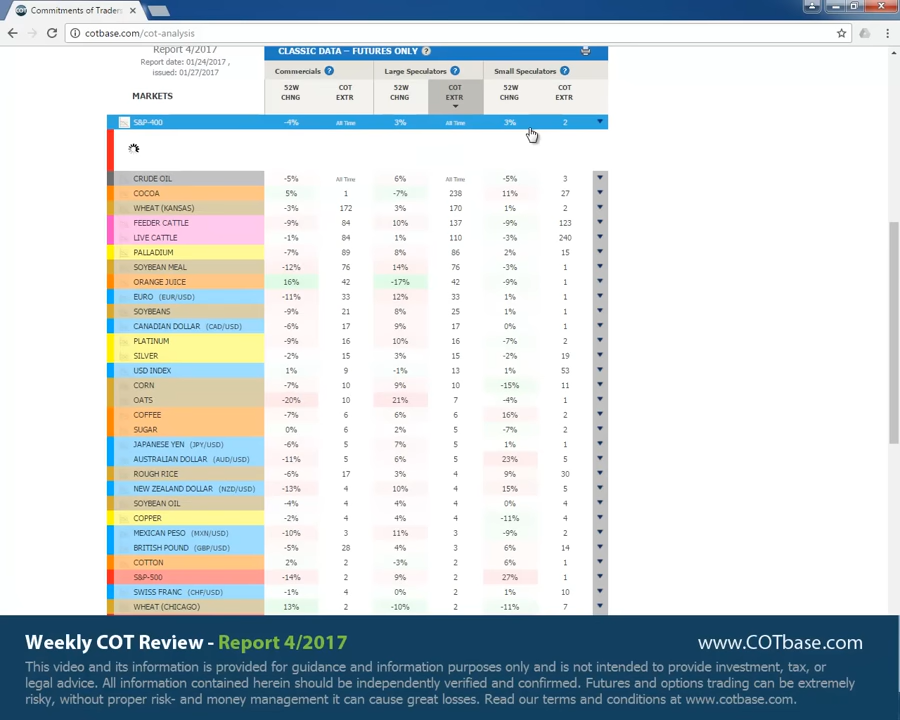 Commitments of Traders
cotbase.com/cot-analysis
Report 4/2017
Report date:01/24/2017 ,
issued: 01/27/2017
CLASSIC DATA – FUTURES ONLY ?
Commercials ? Large Speculators ? Small Speculators ?
MARKETS 52W CHNG COT EXTR 52W CHNG COT EXTR 52W CHNG COT EXTR
S&P-400 -4% All Time 3% All Time 3% 2
CRUDE OIL -5% All Time 6% All Time -5% 3
COCOA 5% 1 -7% 238 11% 27
WHEAT (KANSAS) -3% 172 3% 170 1% 2
FEEDER CATTLE -9% 84 10% 137 -9% 123
LIVE CATTLE -1% 84 1% 110 -3% 240
PALLADIUM -7% 89 8% 86 2% 15
SOYBEAN MEAL -12% 76 14% 76 -3% 1
ORANGE JUICE 16% 42 -17% 42 -9% 1
EURO (EUR/USD) -11% 33 12% 33 1% 1
SOYBEANS -9% 21 8% 25 1% 1
CANADIAN DOLLAR (CAD/USD) -6% 17 9% 17 0% 1
PLATINUM -9% 16 10% 16 -7% 2
SILVER -2% 15 3% 15 -2% 19
USD INDEX 1% 9 -1% 13 1% 53
CORN -7% 10 9% 10 -15% 11
OATS -20% 10 21% 7 -4% 1
COFFEE -7% 6 6% 6 16% 2
SUGAR 0% 6 2% 5 -7% 2
JAPANESE YEN (JPY/USD) -6% 5 7% 5 1% 1
AUSTRALIAN DOLLAR (AUD/USD) -11% 5 6% 5 23% 5
ROUGH RICE -6% 17 3% 4 9% 30
NEW ZEALAND DOLLAR (NZD/USD) -13% 4 10% 4 15% 5
SOYBEAN OIL -4% 4 4% 4 0% 4
COPPER -2% 4 4% 4 -11% 4
MEXICAN PESO (MXN/USD) -10% 3 11% 3 -9% 2
BRITISH POUND (GBP/USD) -5% 28 4% 3 6% 14
COTTON 2% 2 -3% 2 6% 1
S&P-500 -14% 2 9% 2 27% 1
SWISS FRANC (CHF/USD) -1% 4 0% 2 1% 10
WHEAT (CHICAGO) 13% 2 -10% 2 -11% 7
Weekly COT Review - Report 4/2017 www.COTbase.com
This video and its information is provided for guidance and information purposes only and is not intended to provide investment, tax, or
legal advice. All information contained herein should be independently verified and confirmed. Futures and options trading can be extremely
risky, without proper risk- and money management it can cause great losses. Read our terms and conditions at www.cotbase.com.